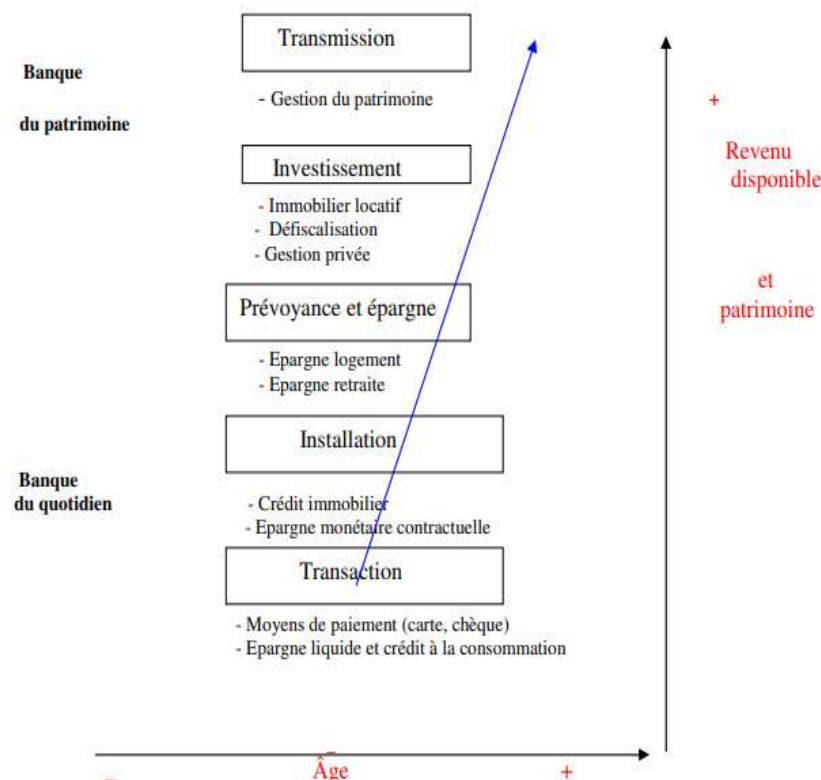 Transmission
Banque
du patrimoine
- Gestion du patrimoine
+
Investissement
Revenu
disponible
- Immobilier locatif
- Défiscalisation
- Gestion privée
et
patrimoine
Prévoyance et épargne
- Epargne logement
- Epargne retraite
Installation
Banque
du quotidien
- Crédit immobilier
- Epargne monétaire contractuelle
Transaction
- Moyens de paiement (carte, chèque)
- Epargne liquide et crédit à la consommation
–
– Âge +